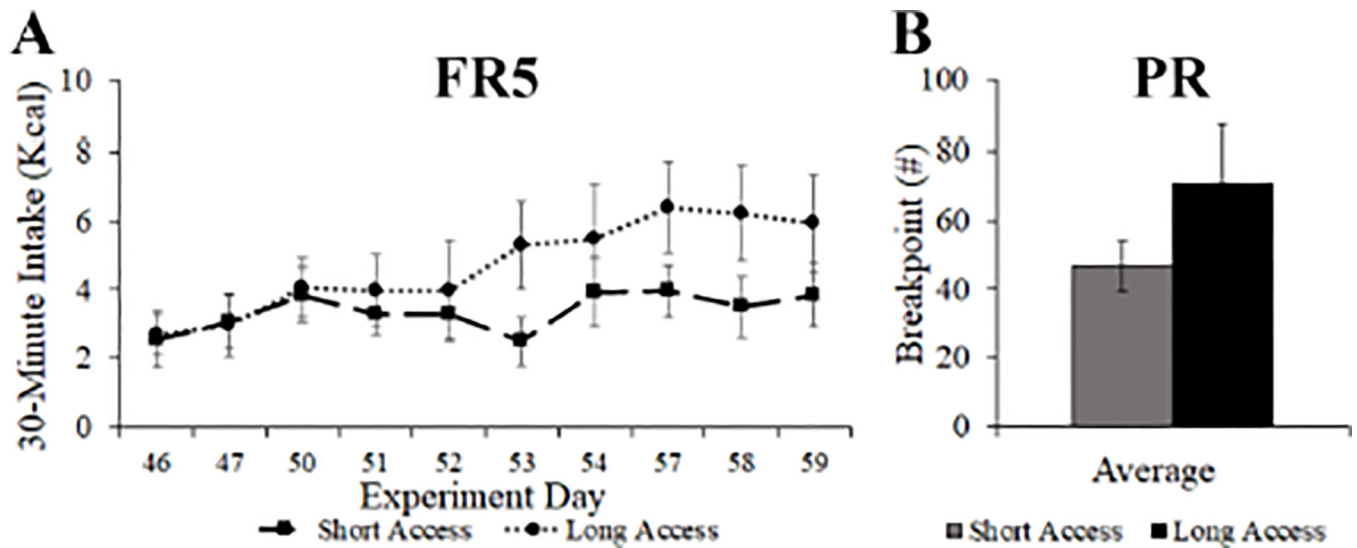 A
FR5
30-Minute Intake (Kcal)
10
8
6
4
2
0
46 47 50 51 52 53 54 57 58 59
Experiment Day
Short Access Long Access
B
PR
Breakpoint (#)
100
80
60
40
20
0
Average
Short Access Long Access